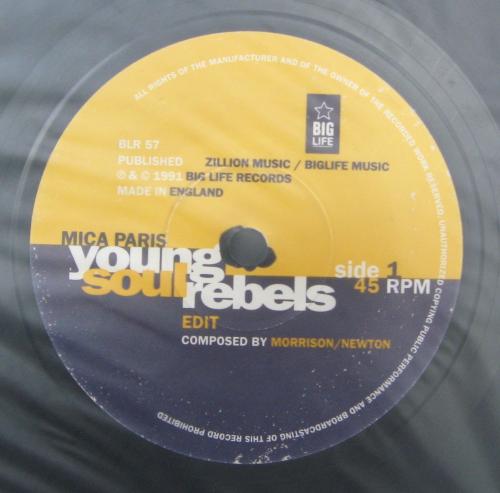 ALL RIGHTS OF THE MANUFACTURER AND OF THE OWNER OF THE RECORDED WORK RESERVED. UNAUTHORIZED COPYING PUBLIC PERFORMANCE AND BROARDCASTING OF THIS RECORD PROHIBITED
BIG
LIFE
BLR 57
PUBLISHED ZILLION MUSIC / BIGLIFE MUSIC
℗ & © 1991 BIG LIFE RECORDS
MADE IN ENGLAND
MICA PARIS
young
soul rebels
side 1
45 RPM
EDIT
COMPOSED BY MORRISON/NEWTON